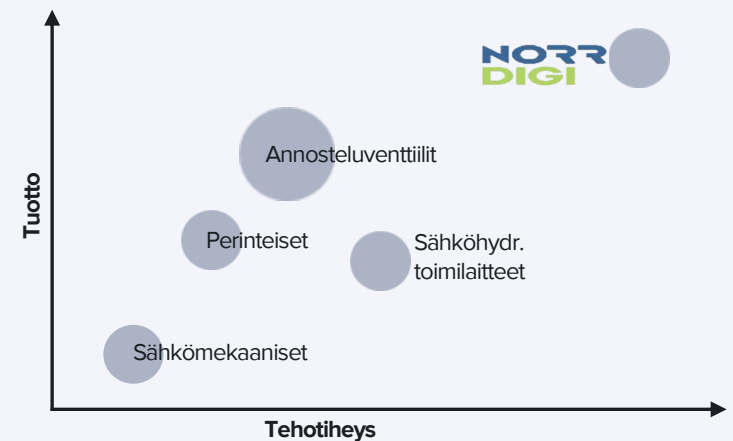 NORR
DIGI
Annosteluventtiilit
Tuotto
Perinteiset
Sähköhydr.
toimilaitteet
Sähkömekaaniset
Tehotiheys